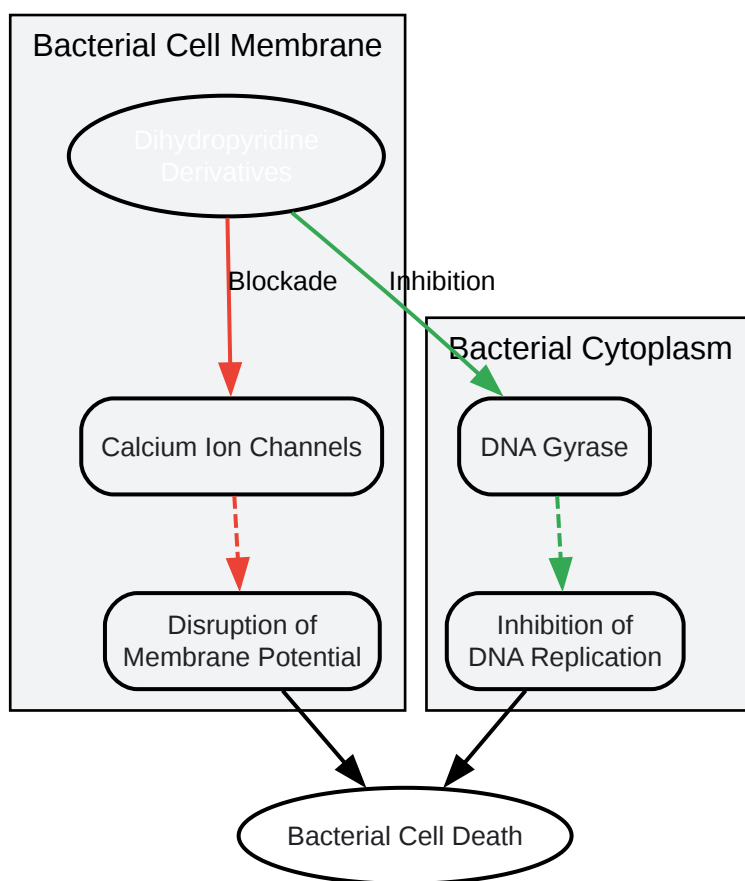 Bacterial Cell Membrane
Dihydropyridine
Derivatives
Blockade
Inhibition
Bacterial Cytoplasm
Calcium Ion Channels
DNA Gyrase
Disruption of
Membrane Potential
Inhibition of
DNA Replication
Bacterial Cell Death